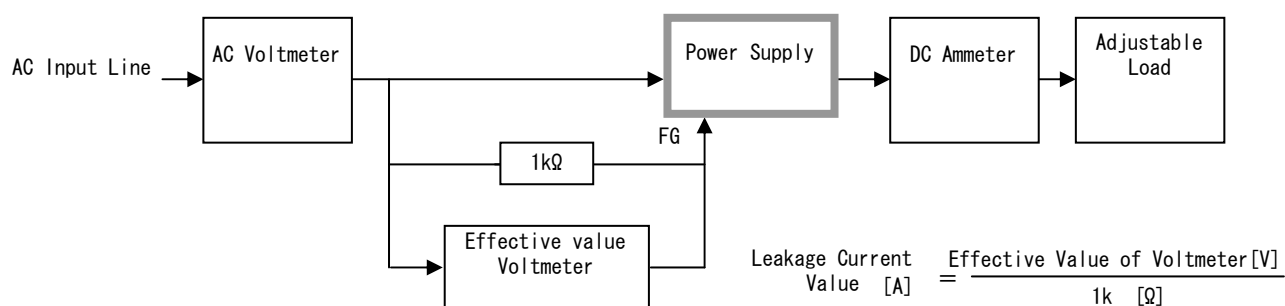 AC Input Line
AC Voltmeter
Power Supply
DC Ammeter
Adjustable
Load
FG
1kΩ
Effective value
Voltmeter
Leakage Current
Value [A]
=
Effective Value of Voltmeter[V]
1k [Ω]